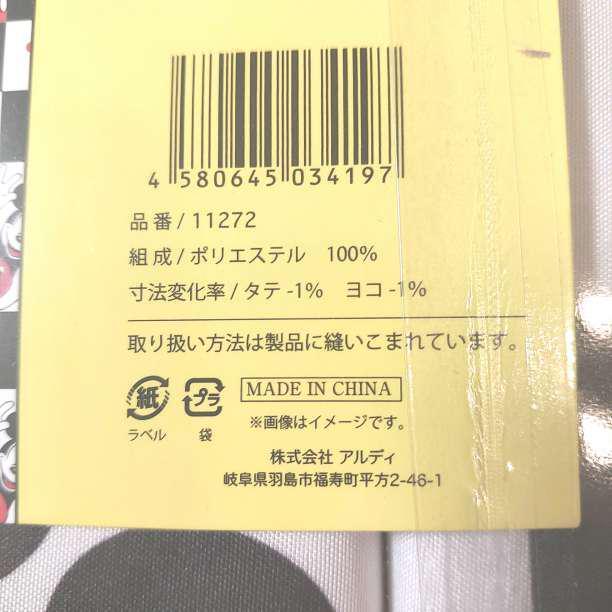 4 580645 034197
品番/11272
組成/ポリエステル 100%
寸法変化率/タテ-1% ヨコ-1%
取り扱い方法は製品に縫いこまれています。
紙 プラ MADE IN CHINA
ラベル 袋 ※画像はイメージです。
株式会社 アルディ
岐阜県羽島市福寿町平方2-46-1